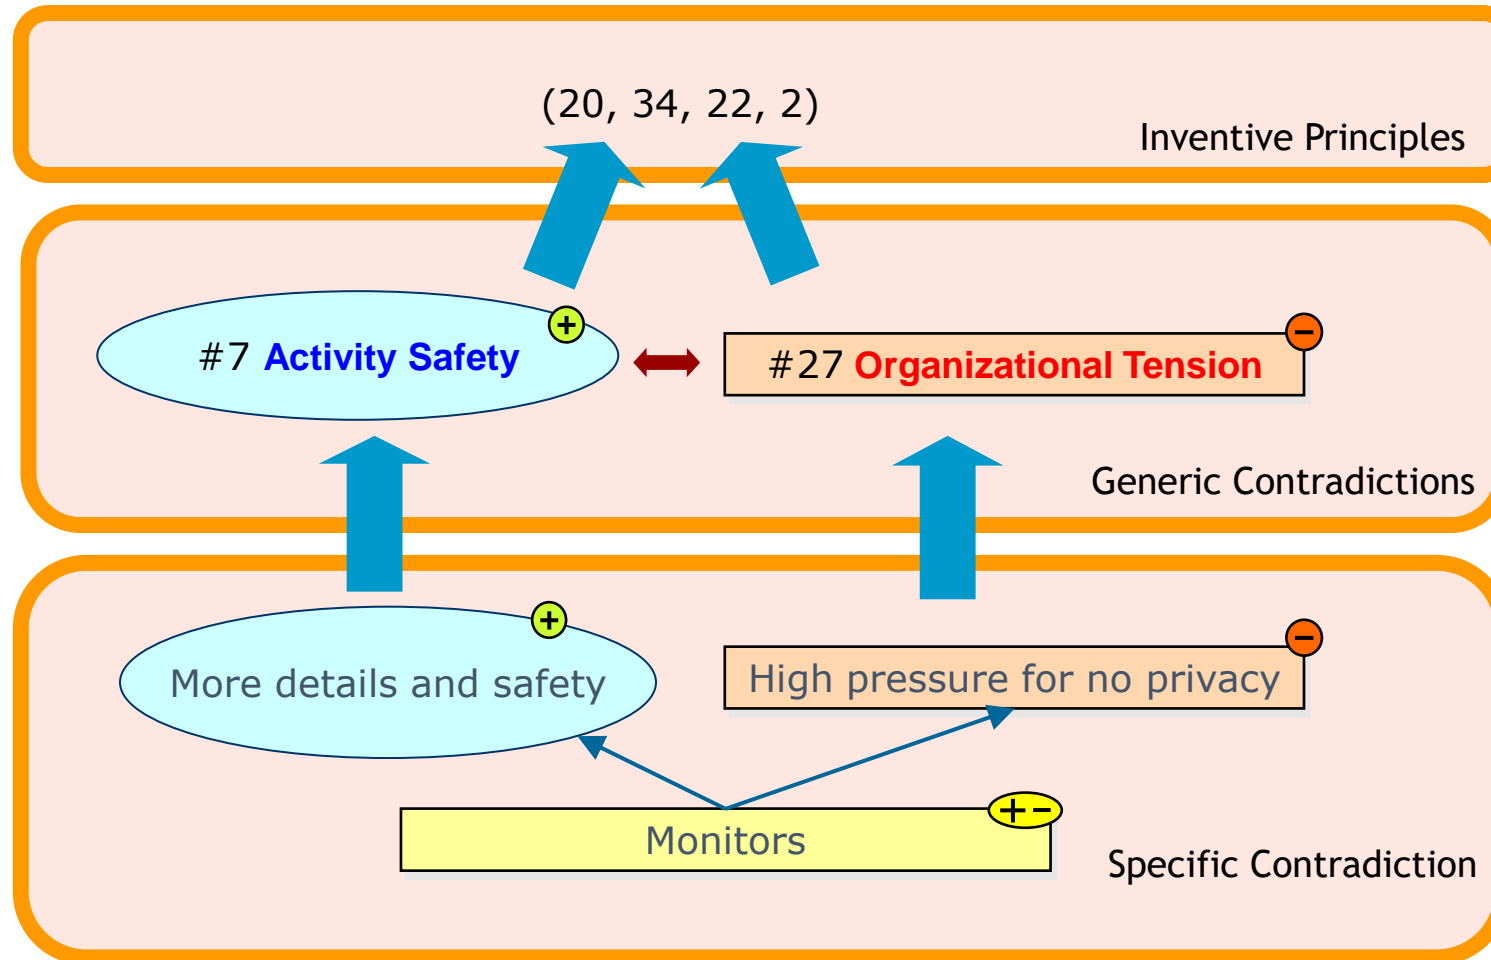 (20, 34, 22, 2)
Inventive Principles
+
−
#7 Activity Safety
#27 Organizational Tension
Generic Contradictions
+
−
More details and safety
High pressure for no privacy
+−
Monitors
Specific Contradiction